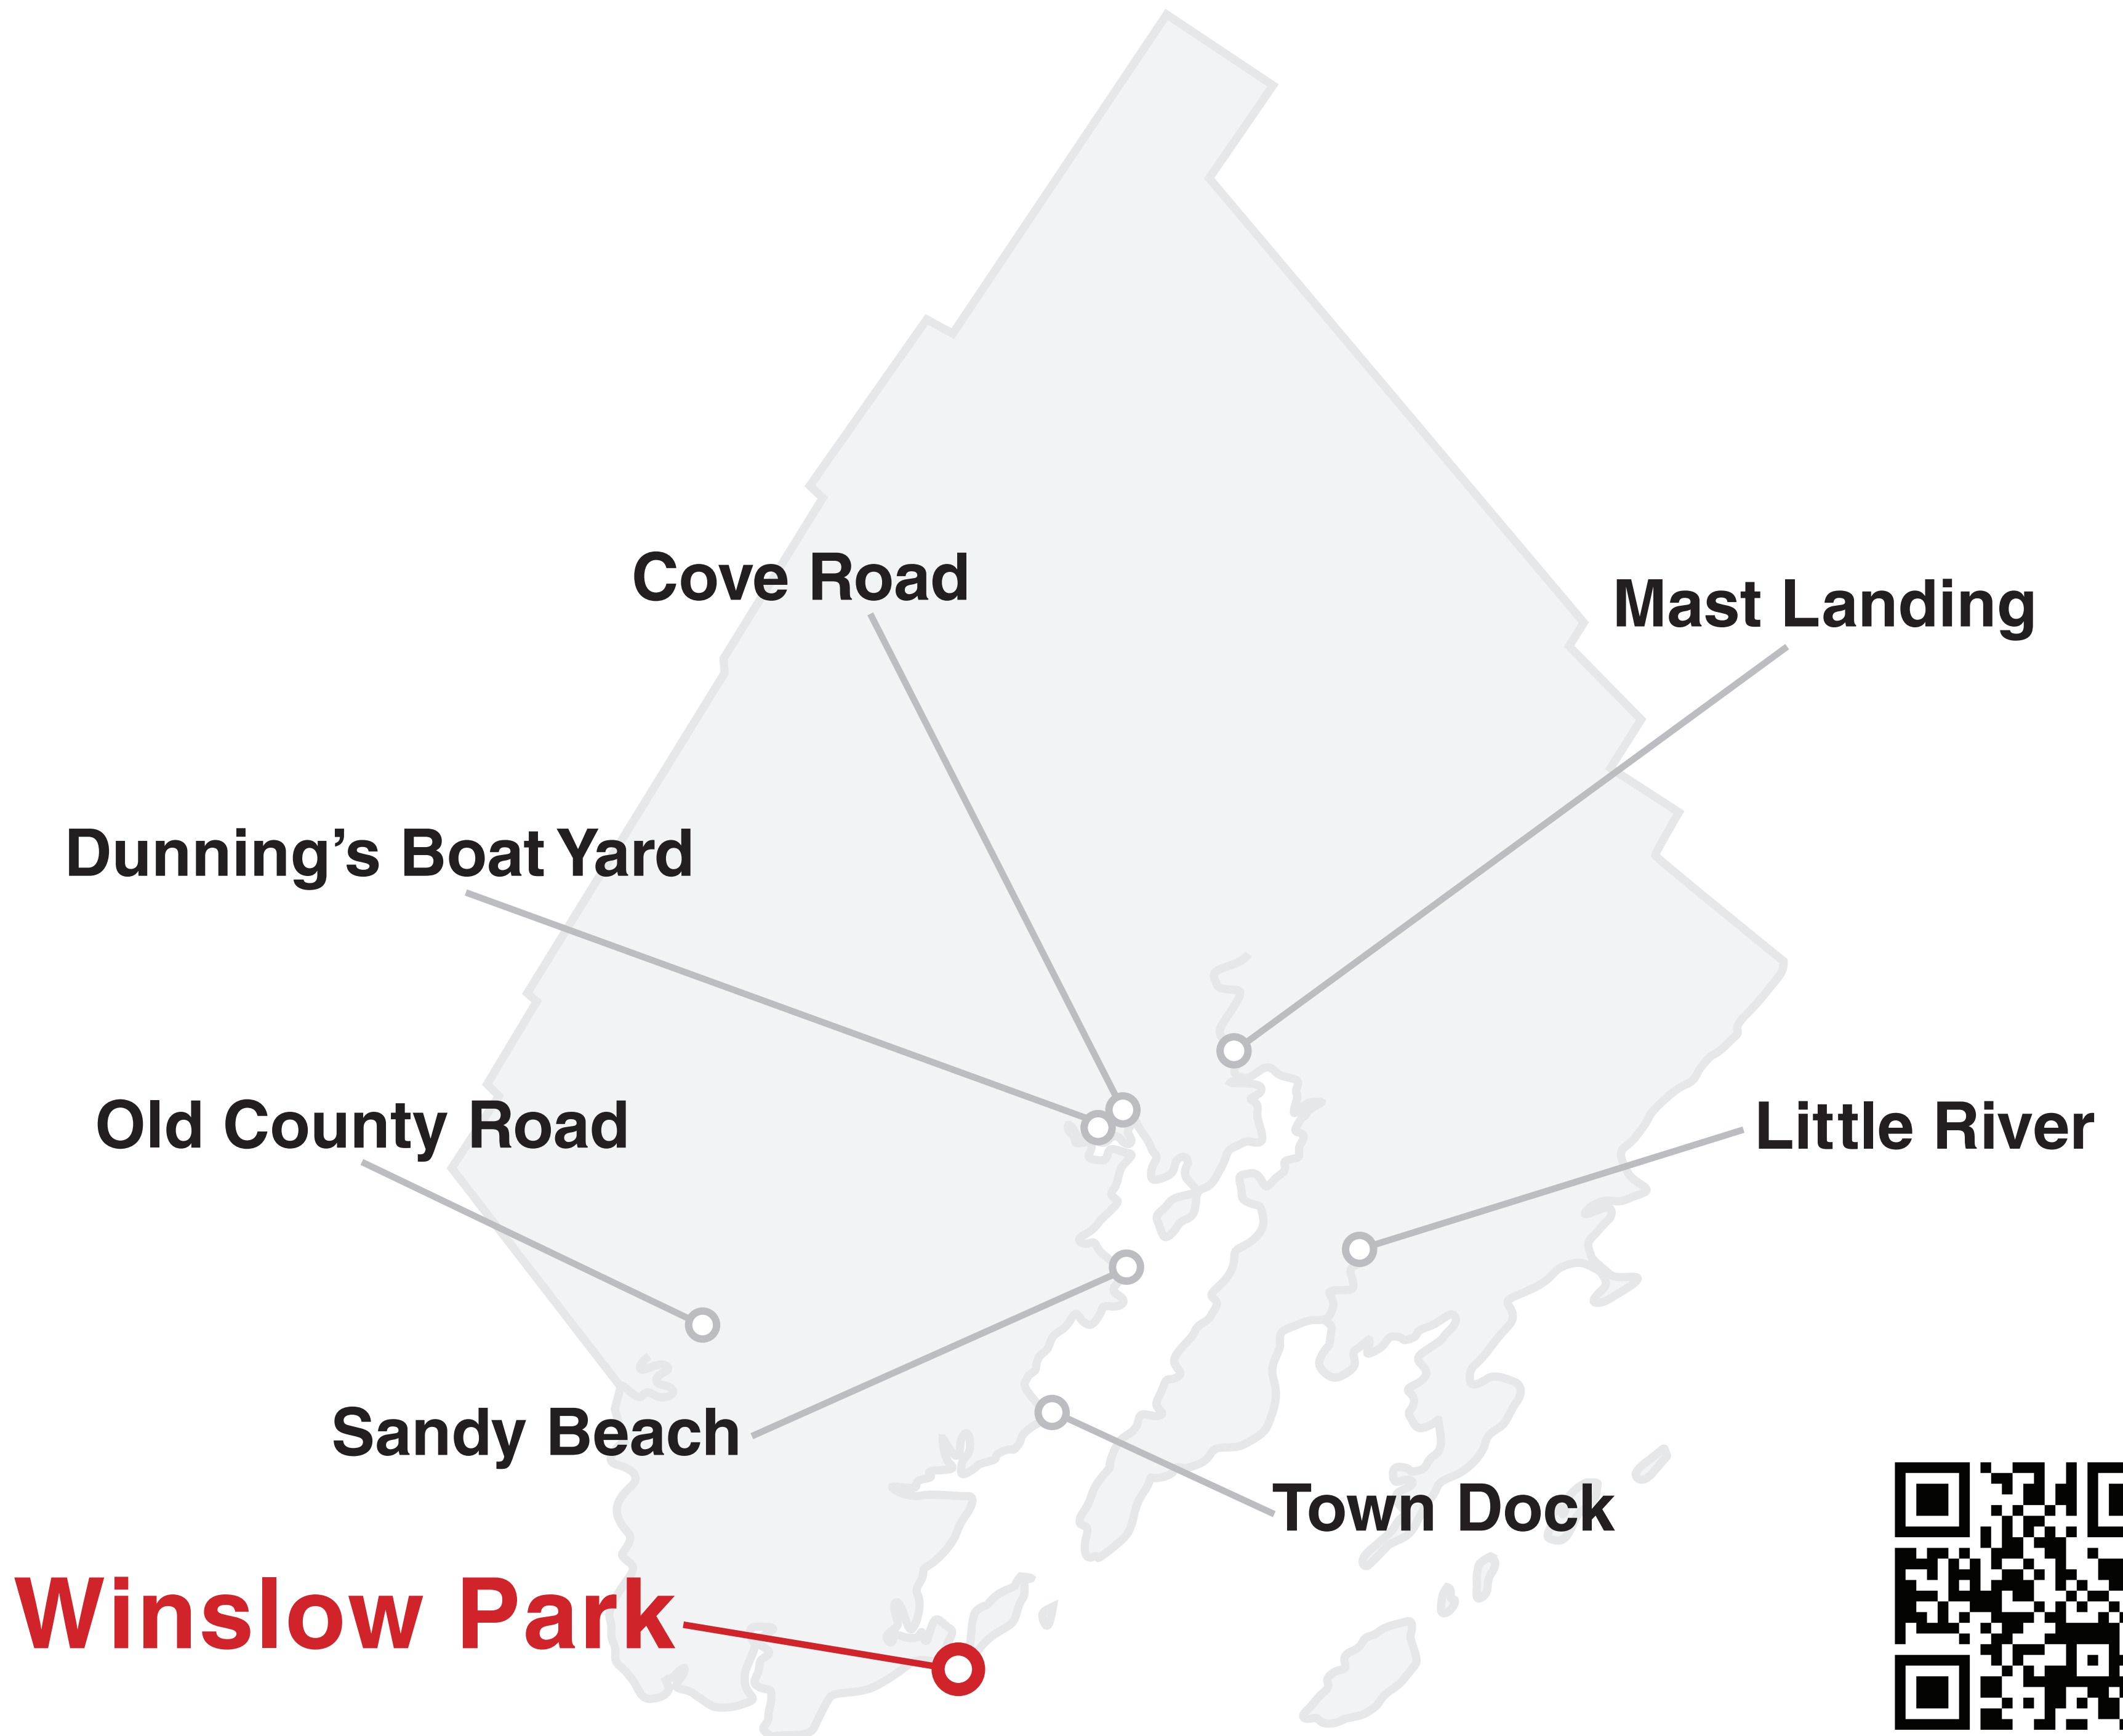 Cove Road
Mast Landing
Dunning’s Boat Yard
Old County Road
Little River
Sandy Beach
Town Dock
Winslow Park